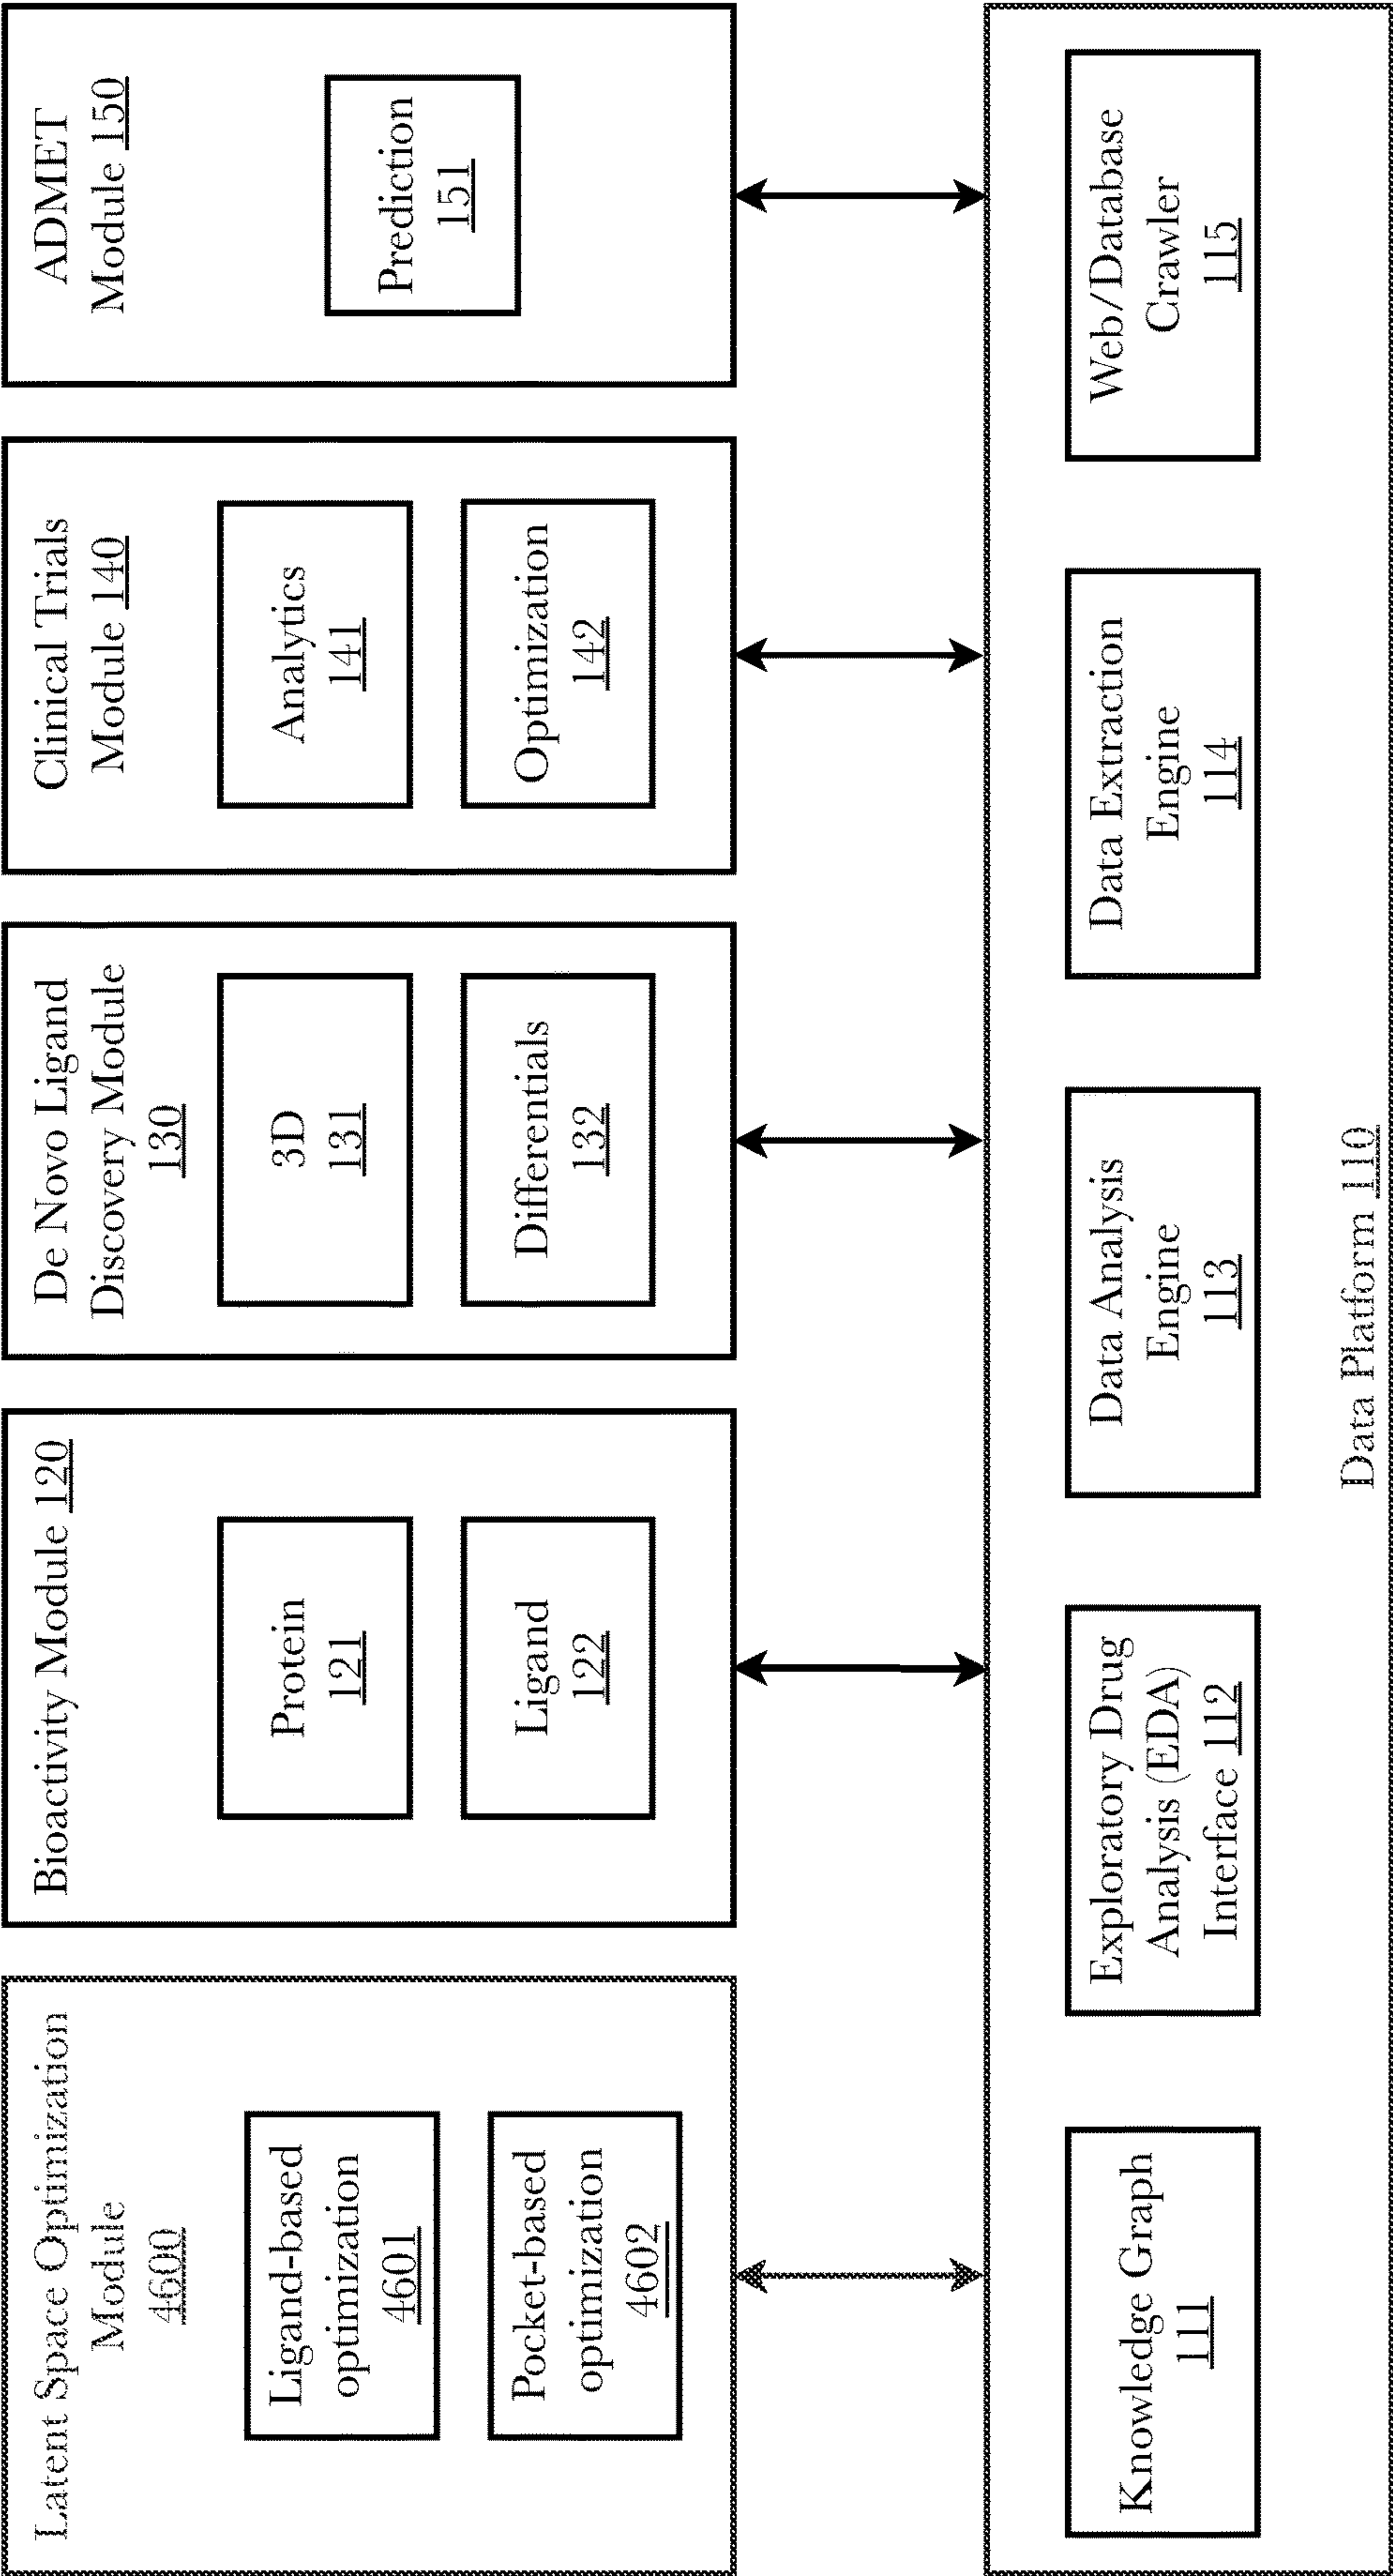 Latent Space Optimization
Module
4600
Ligand-based
optimization
4601
Pocket-based
optimization
4602
Bioactivity Module 120
Protein
121
Ligand
122
De Novo Ligand
Discovery Module
130
3D
131
Differentials
132
Clinical Trials
Module 140
Analytics
141
Optimization
142
ADMET
Module 150
Prediction
151
Knowledge Graph
111
Exploratory Drug
Analysis (EDA)
Interface 112
Data Analysis
Engine
113
Data Extraction
Engine
114
Web/Database
Crawler
115
Data Platform 110